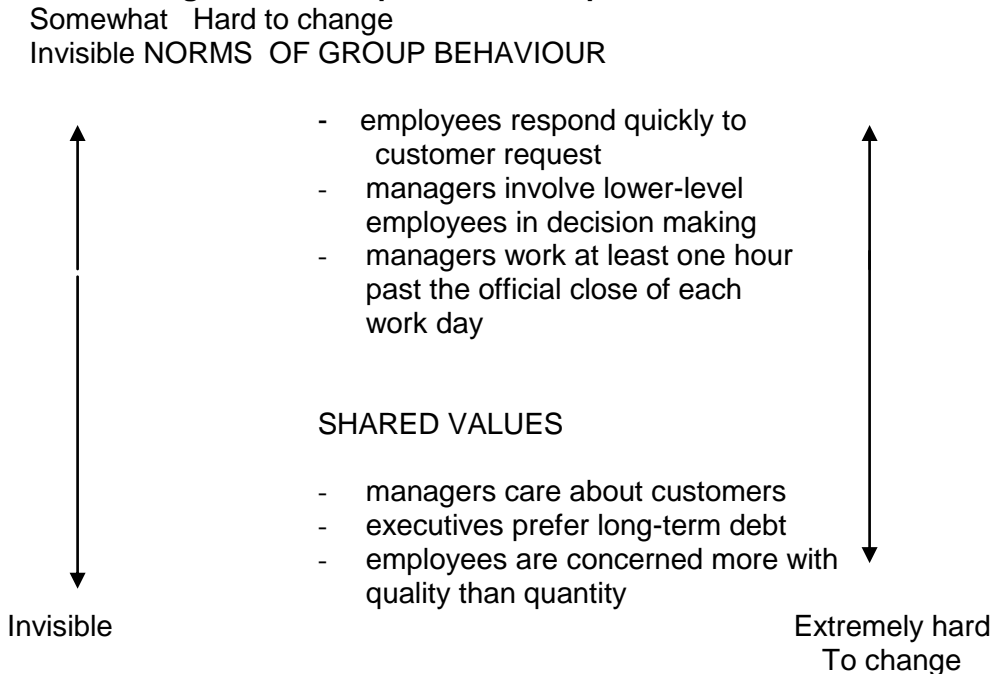 Somewhat Hard to change
Invisible NORMS OF GROUP BEHAVIOUR
- employees respond quickly to
customer request
- managers involve lower-level
employees in decision making
- managers work at least one hour
past the official close of each
work day
SHARED VALUES
- managers care about customers
- executives prefer long-term debt
- employees are concerned more with
quality than quantity
Invisible
Extremely hard
To change